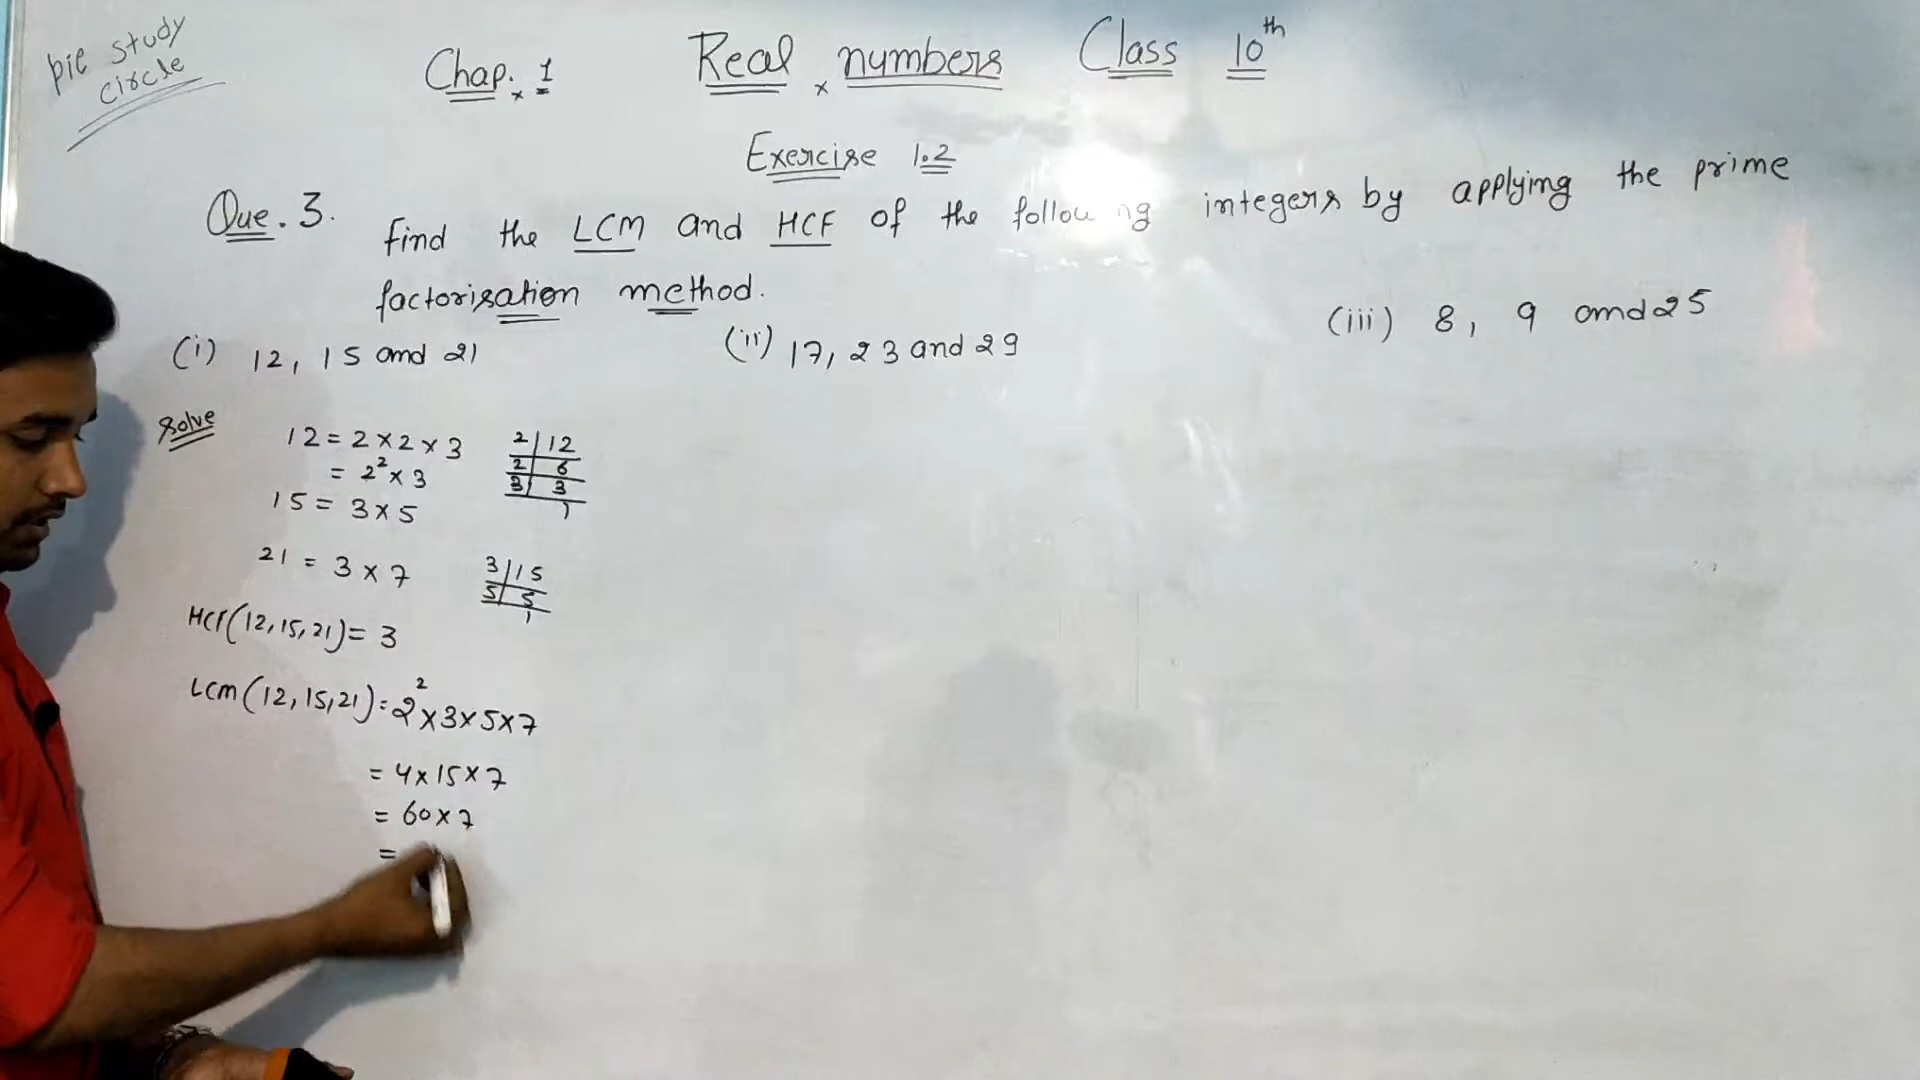 pie study
circle
Chap. 1 Real numbers Class 10th
Exercise 1.2
Que. 3. find the LCM and HCF of the following integers by applying the prime
factorisation method.
(i) 12, 15 and 21
(ii) 17, 23 and 29
(iii) 8, 9 and 25
Solve
12 = 2 × 2 × 3
= 2² × 3
15 = 3 × 5
21 = 3 × 7
2 | 12
2 | 6
3 | 3
1
3 | 15
5 | 5
1
HCF(12, 15, 21) = 3
LCM(12, 15, 21) = 2² × 3 × 5 × 7
= 4 × 15 × 7
= 60 × 7
=